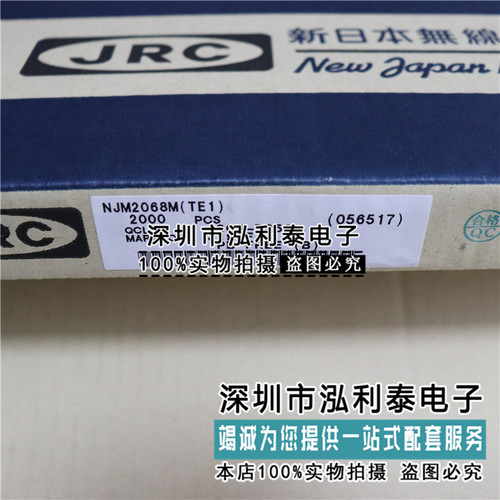 JRC
新日本無線
New Japan
NJM2068M(TE1)
2000 PCS
(056517)
JRC
合格
QC
深圳市泓利泰电子
100%实物拍摄 盗图必究
深圳市泓利泰电子
竭诚为您提供一站式配套服务
本店100%实物拍摄 盗图必究